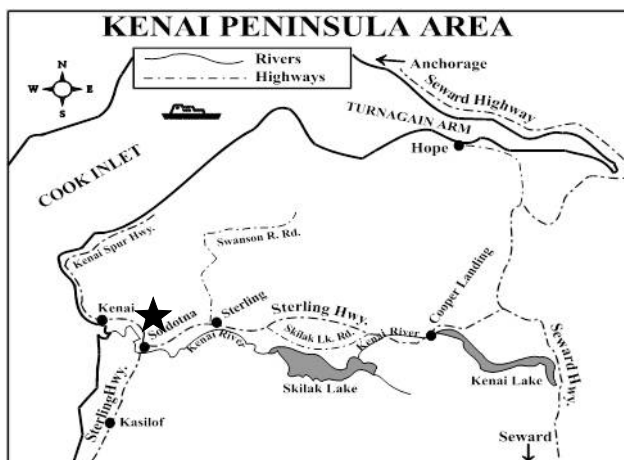 KENAI PENINSULA AREA
Rivers
Highways
N
W E
S
Anchorage
Seward Highway
TURNAGAIN ARM
Hope
COOK INLET
Kenai Spur Hwy.
Swanson R. Rd.
Kenai
Soldotna
Sterling
Sterling Hwy.
Skilak Lk. Rd.
Kenai River
Kenai River
Cooper Landing
Skilak Lake
Kenai Lake
Seward Hwy.
Sterling Hwy.
Kasilof
Seward